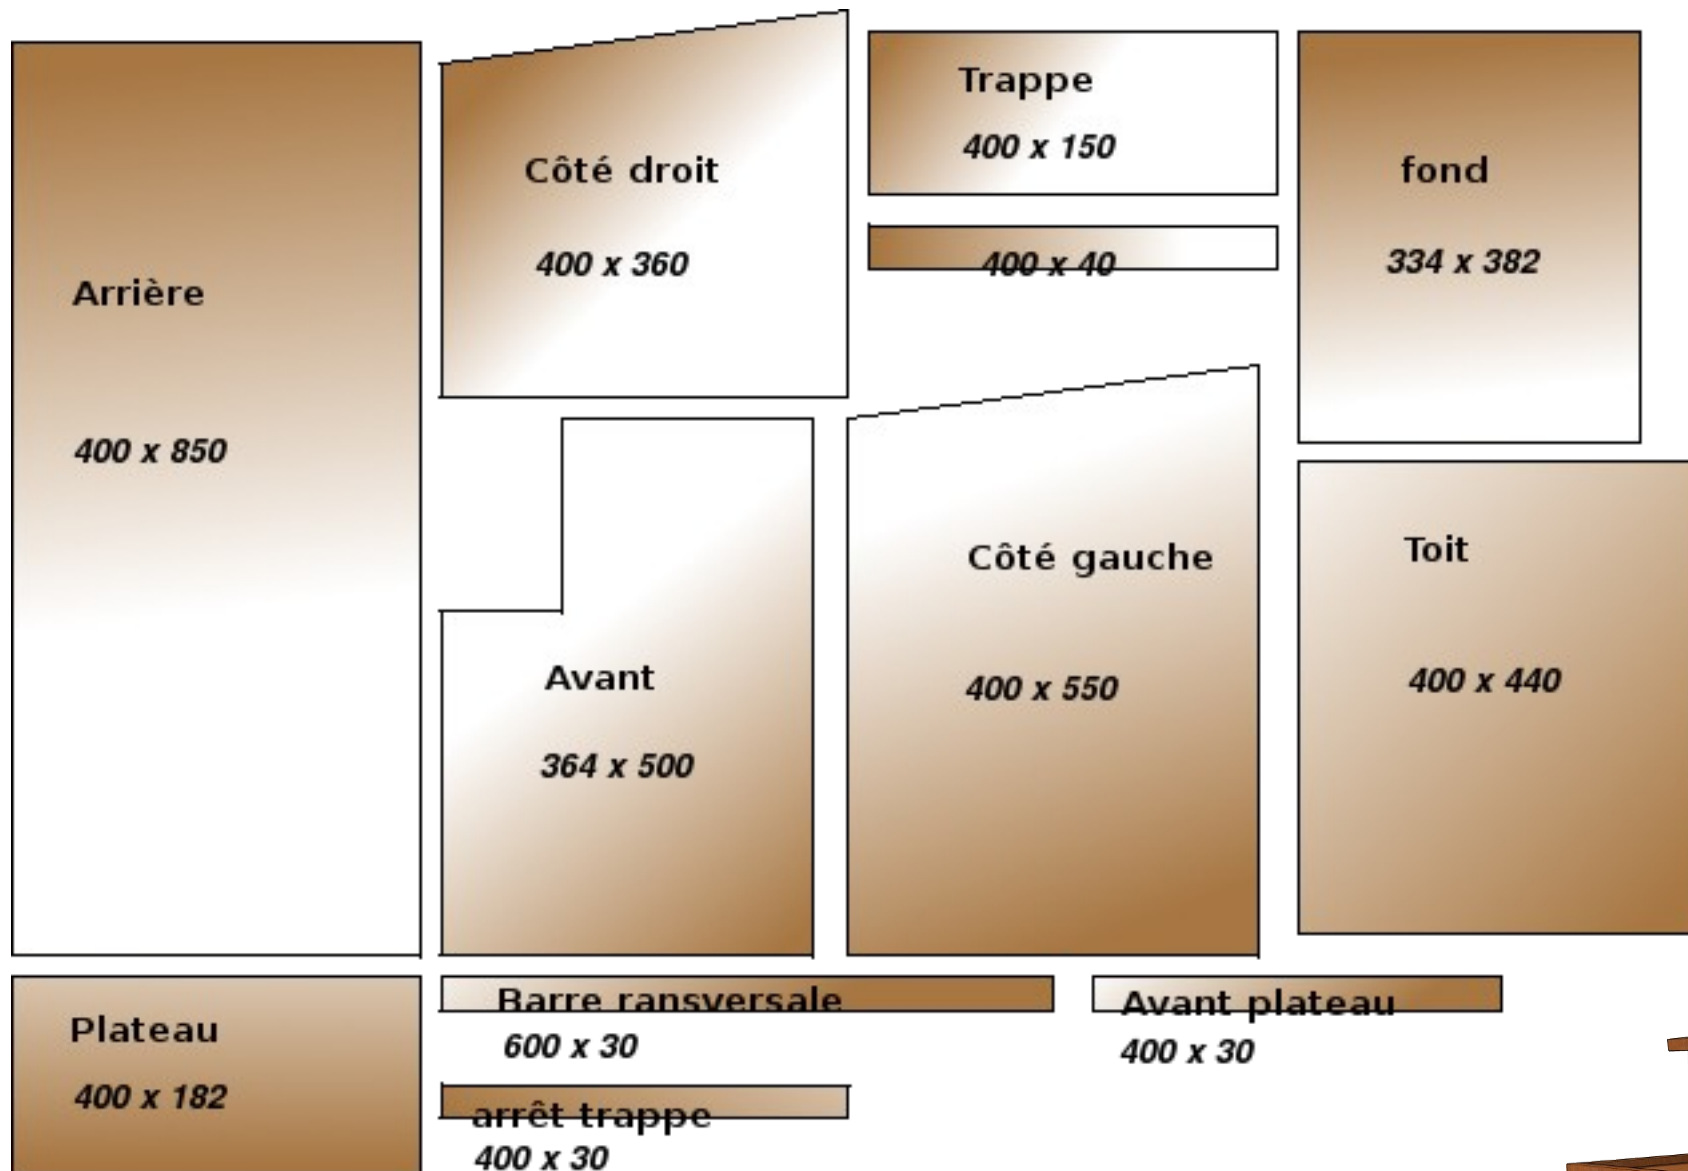 Arrière
400 x 850
Côté droit
400 x 360
Trappe
400 x 150
400 x 40
fond
334 x 382
Avant
364 x 500
Côté gauche
400 x 550
Toit
400 x 440
Plateau
400 x 182
Barre ransversale
600 x 30
Avant plateau
400 x 30
arrêt trappe
400 x 30